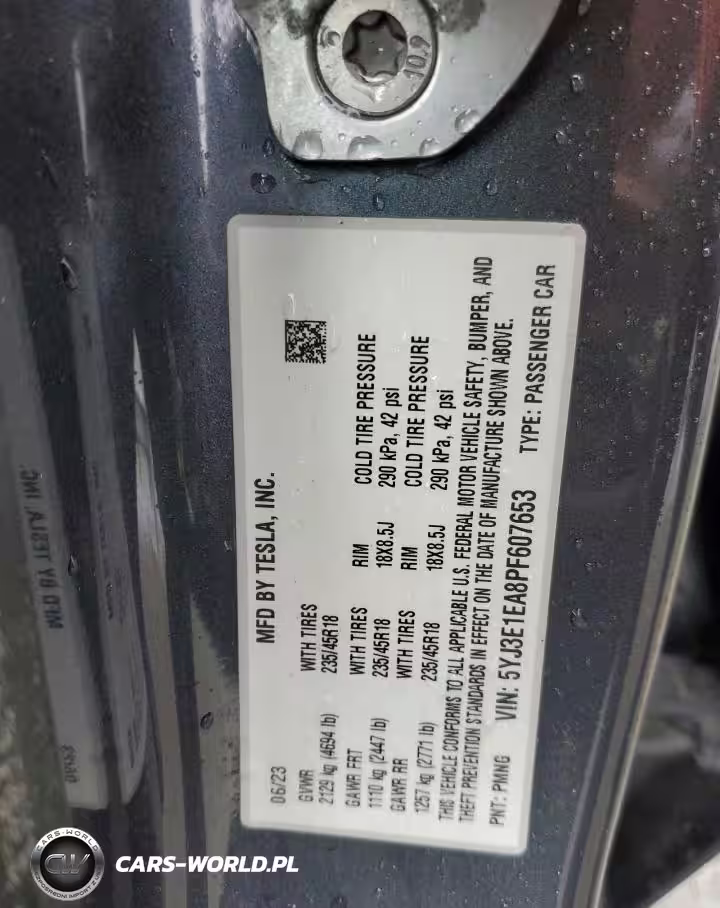 10.9
MFD BY TESLA, INC.
06/23
GVWR WITH TIRES
2129 kg (4694 lb) 235/45R18
GAWR FRT WITH TIRES RIM COLD TIRE PRESSURE
1110 kg (2447 lb) 235/45R18 18X8.5J 290 kPa, 42 psi
GAWR RR WITH TIRES RIM COLD TIRE PRESSURE
1257 kg (2771 lb) 235/45R18 18X8.5J 290 kPa, 42 psi
THIS VEHICLE CONFORMS TO ALL APPLICABLE U.S. FEDERAL MOTOR VEHICLE SAFETY, BUMPER, AND
THEFT PREVENTION STANDARDS IN EFFECT ON THE DATE OF MANUFACTURE SHOWN ABOVE.
PNT: PMNG VIN: 5YJ3E1EA8PF607653 TYPE: PASSENGER CAR
CARS-WORLD
CW
CARS-WORLD.PL